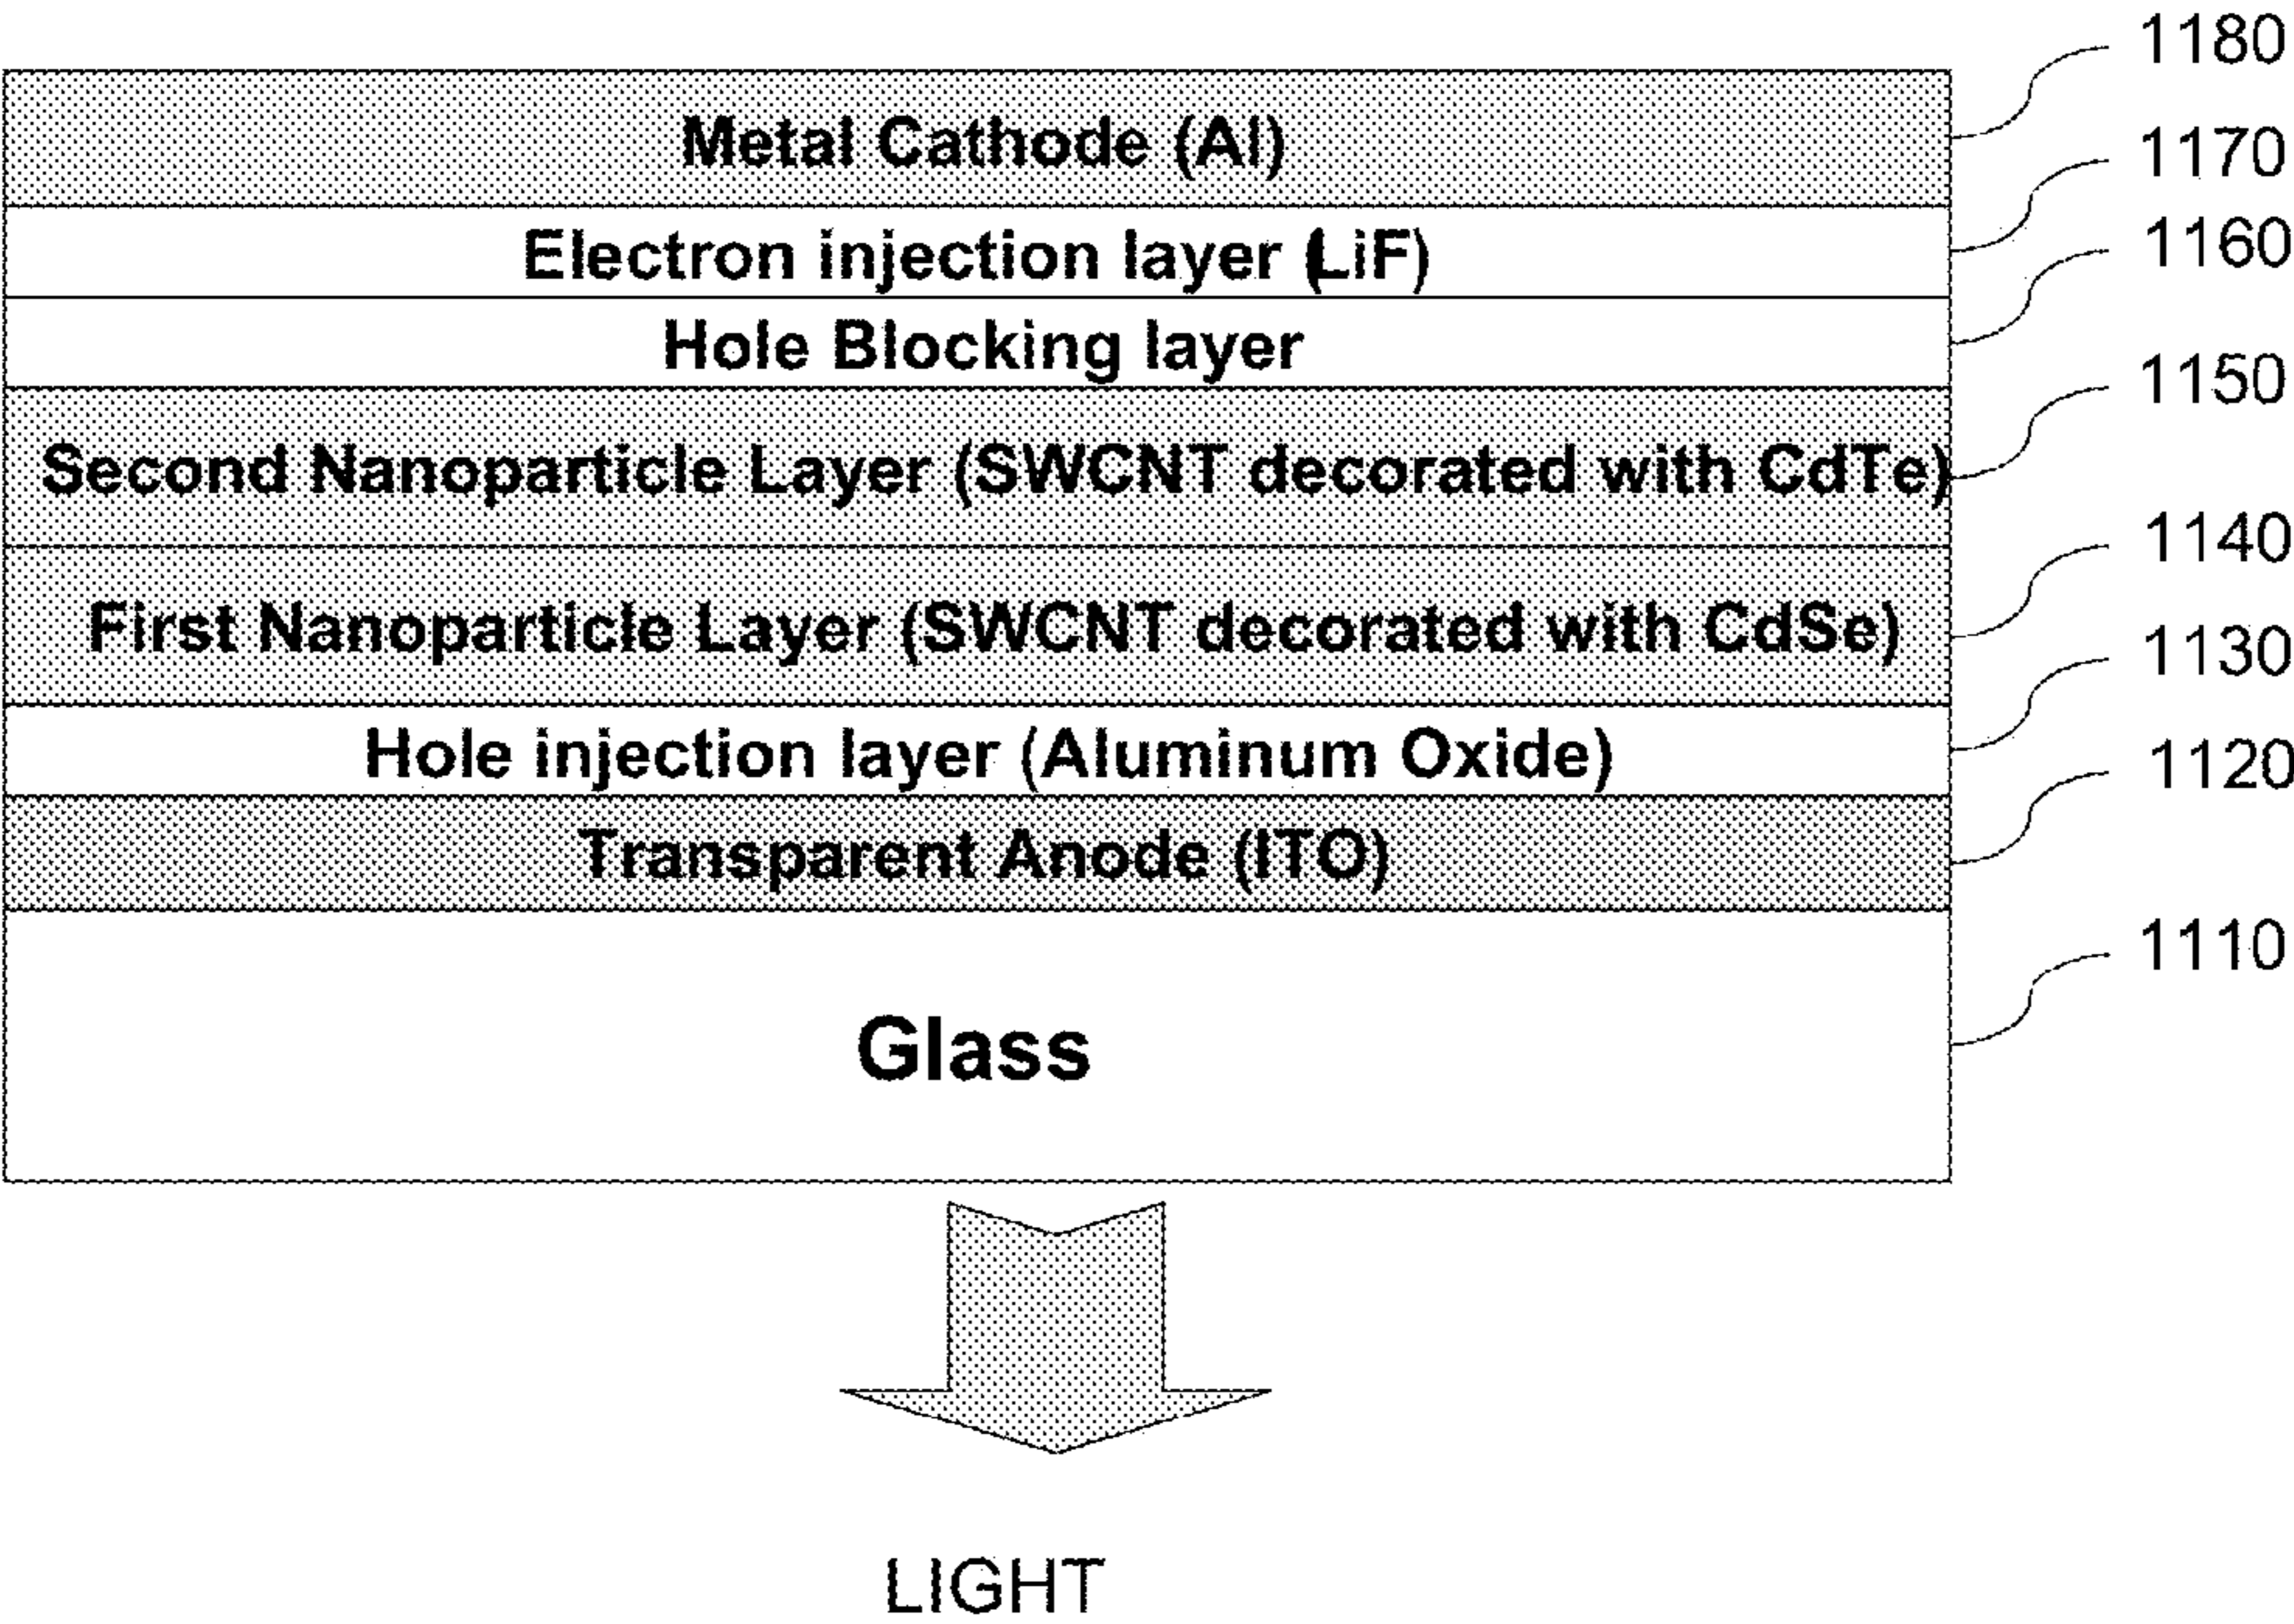 1180
Metal Cathode (Al)
1170
Electron injection layer (LiF)
1160
Hole Blocking layer
1150
Second Nanoparticle Layer (SWCNT decorated with CdTe)
1140
First Nanoparticle Layer (SWCNT decorated with CdSe)
1130
Hole injection layer (Aluminum Oxide)
1120
Transparent Anode (ITO)
1110
Glass
LIGHT